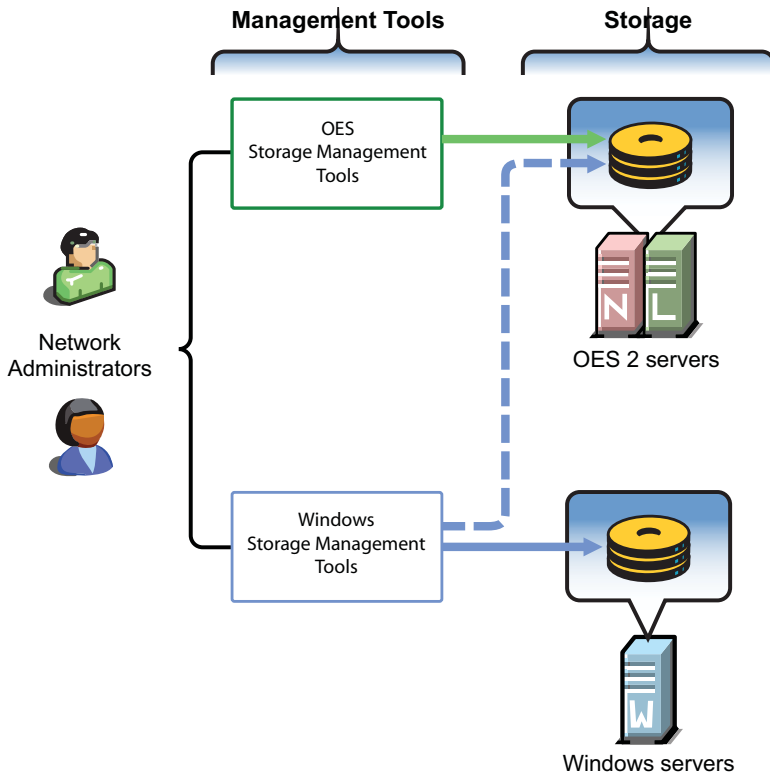 Management Tools
Storage
OES
Storage Management
Tools
N
L
OES 2 servers
Network
Administrators
Windows
Storage Management
Tools
W
Windows servers